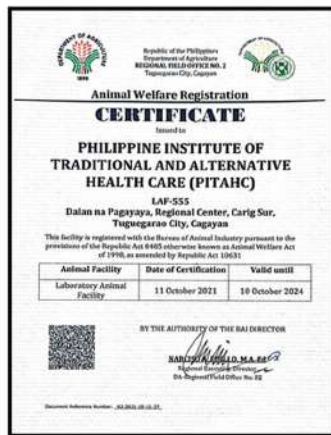 DEPARTMENT OF AGRICULTURE
Republic of the Philippines
Department of Agriculture
REGIONAL FIELD OFFICE NO. 2
Tuguegarao City, Cagayan
Animal Welfare Registration
CERTIFICATE
Issued to
PHILIPPINE INSTITUTE OF
TRADITIONAL AND ALTERNATIVE
HEALTH CARE (PITAHC)
LAF-555
Dalan na Pagayaya, Regional Center, Carig Sur,
Tuguegarao City, Cagayan
This facility is registered with the Bureau of Animal Industry pursuant to the
provisions of the Republic Act 8485 otherwise known as Animal Welfare Act
of 1998, as amended by Republic Act 10631
Animal Facility Date of Certification Valid until
Laboratory Animal
Facility 11 October 2021 10 October 2024
BY THE AUTHORITY OF THE BAI DIRECTOR
Regional Executive Director
DA-Regional Field Office No. 02
Document Reference Number: